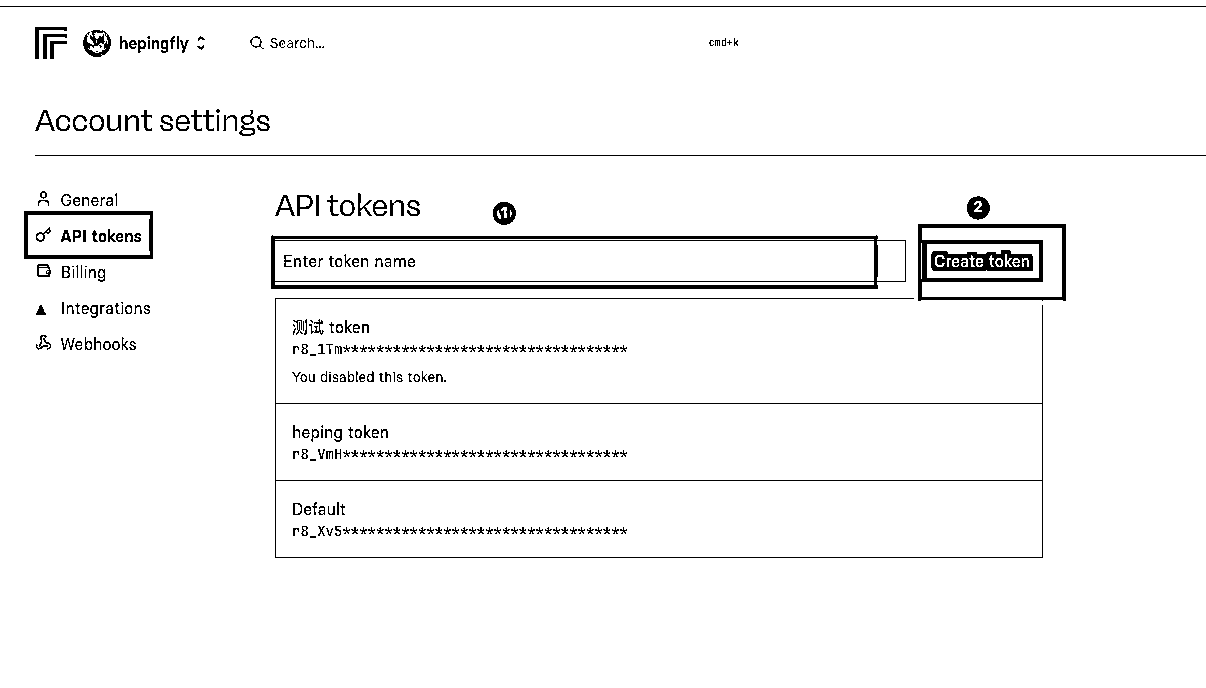 hepingfly
Search...
cmd+k
Account settings
General
API tokens
Billing
Integrations
Webhooks
API tokens
1
2
Enter token name
Create token
测试 token
r8_1Tm**********************************
You disabled this token.
heping token
r8_VmH**********************************
Default
r8_Xv5**********************************